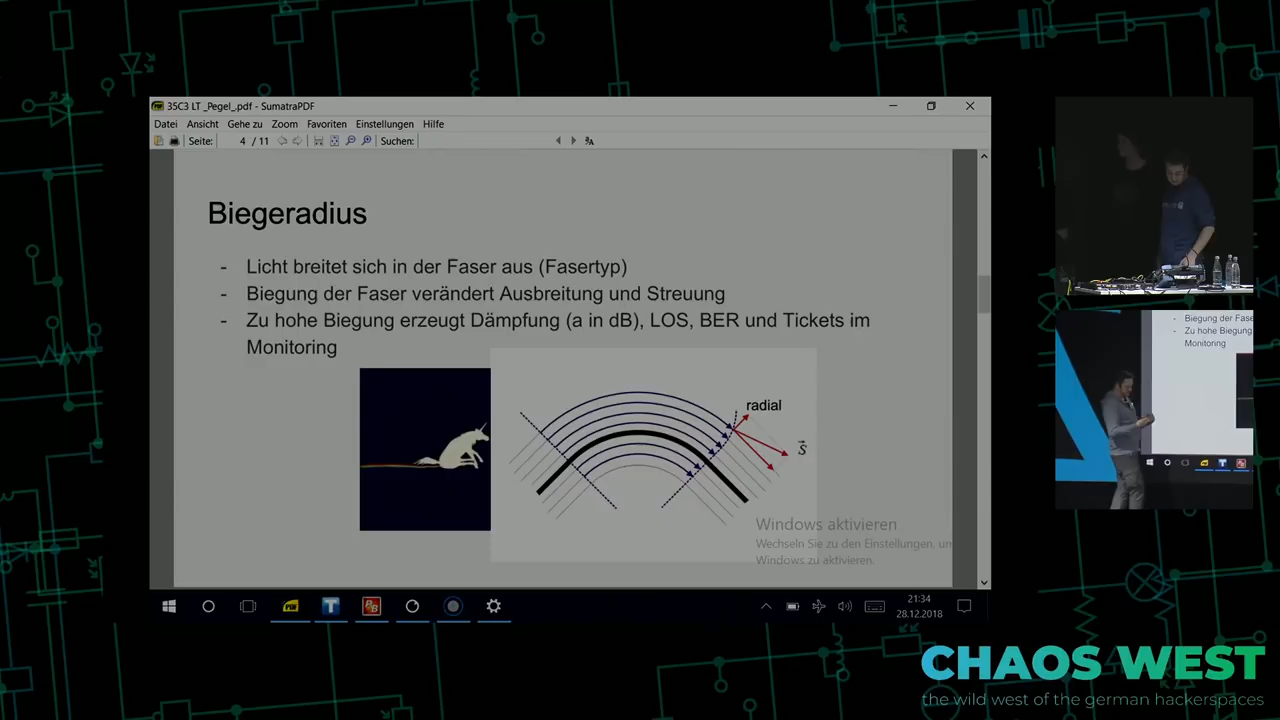 35C3 LT _Pegel_.pdf - SumatraPDF
Datei Ansicht Gehe zu Zoom Favoriten Einstellungen Hilfe
Seite: 4 / 11 Suchen:
Biegeradius
- Licht breitet sich in der Faser aus (Fasertyp)
- Biegung der Faser verändert Ausbreitung und Streuung
- Zu hohe Biegung erzeugt Dämpfung (a in dB), LOS, BER und Tickets im
Monitoring
radial
S
Windows aktivieren
Wechseln Sie zu den Einstellungen, um
Windows zu aktivieren.
21:34
28.12.2018
- Biegung der Fase
- Zu hohe Biegung
Monitoring
CHAOS WEST
the wild west of the german hackerspaces